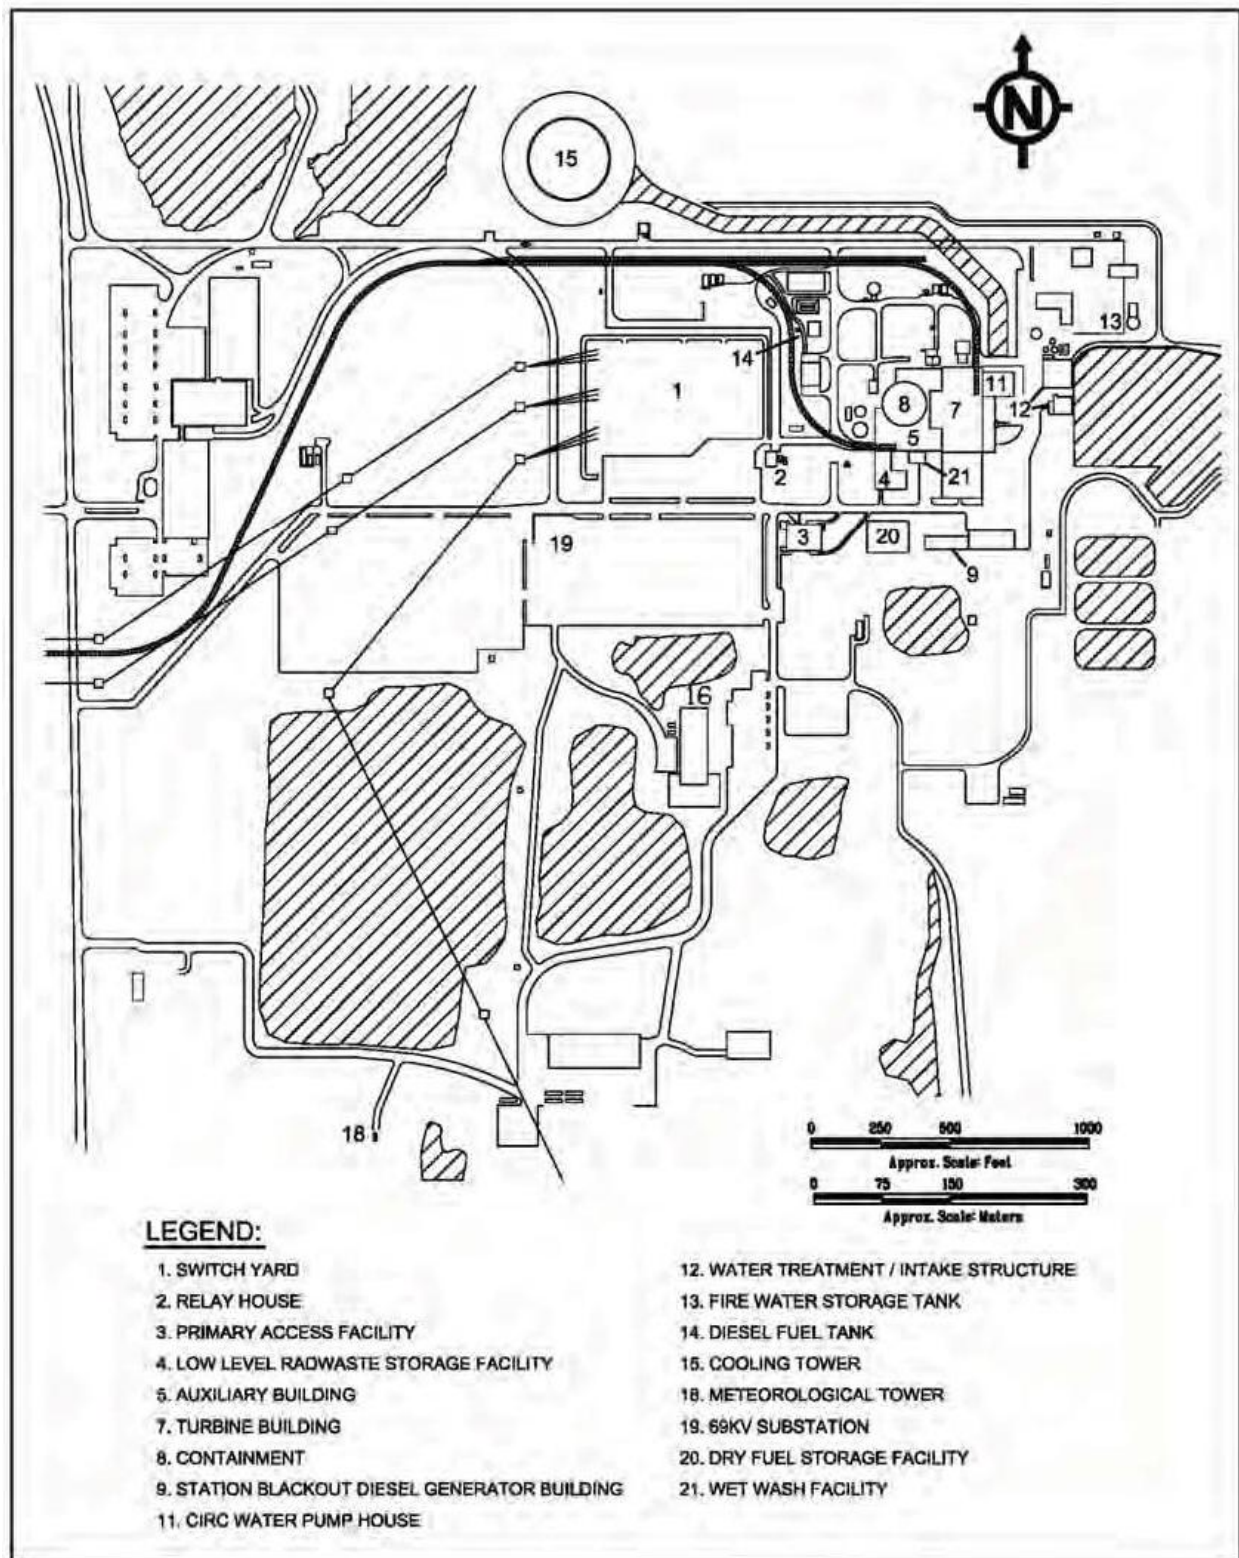 N
15
13
14
1
11
8
7
12
5
2
4
21
19
3
20
9
16
18
0 250 500 1000
Approx. Scale: Feet
0 75 150 300
Approx. Scale: Meters
LEGEND:
1. SWITCH YARD
2. RELAY HOUSE
3. PRIMARY ACCESS FACILITY
4. LOW LEVEL RADWASTE STORAGE FACILITY
5. AUXILIARY BUILDING
7. TURBINE BUILDING
8. CONTAINMENT
9. STATION BLACKOUT DIESEL GENERATOR BUILDING
11. CIRC WATER PUMP HOUSE
12. WATER TREATMENT / INTAKE STRUCTURE
13. FIRE WATER STORAGE TANK
14. DIESEL FUEL TANK
15. COOLING TOWER
18. METEOROLOGICAL TOWER
19. 69KV SUBSTATION
20. DRY FUEL STORAGE FACILITY
21. WET WASH FACILITY